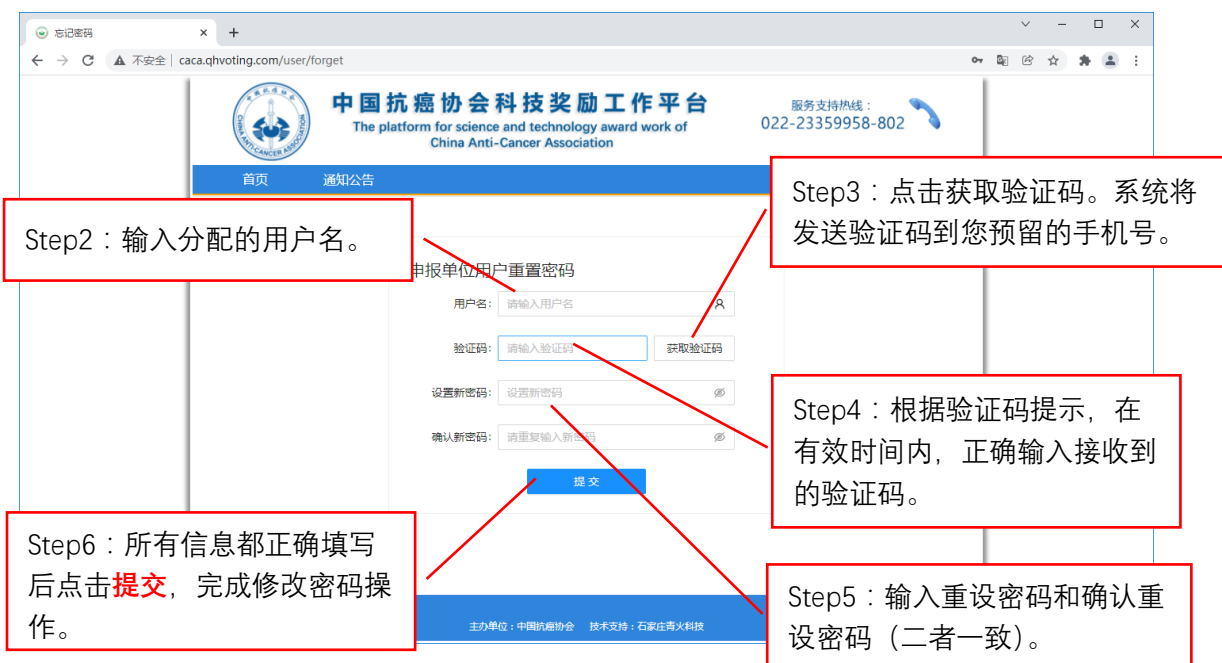 忘记密码
不安全 | caca.qhvoting.com/user/forget
中国抗癌协会科技奖励工作平台
The platform for science and technology award work of
China Anti-Cancer Association
服务支持热线：
022-23359958-802
首页 通知公告
Step2：输入分配的用户名。
Step3：点击获取验证码。系统将
发送验证码到您预留的手机号。
申报单位用户重置密码
用户名: 请输入用户名
验证码: 请输入验证码 获取验证码
设置新密码: 设置新密码
确认新密码: 请重复输入新密码
提 交
Step4：根据验证码提示，在
有效时间内，正确输入接收到
的验证码。
Step6：所有信息都正确填写
后点击提交，完成修改密码操
作。
Step5：输入重设密码和确认重
设密码（二者一致）。
主办单位：中国抗癌协会 技术支持：石家庄青火科技